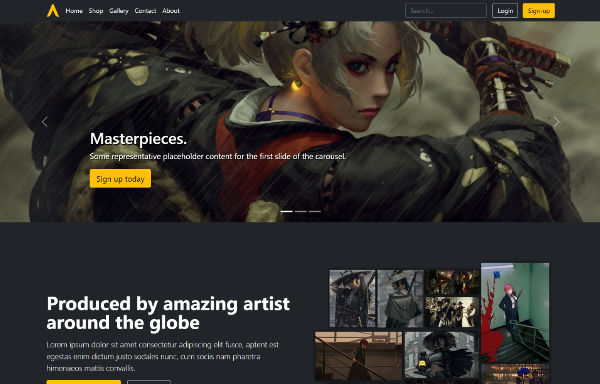 Home Shop Gallery Contact About Search... Login Sign-up
Masterpieces.
Some representative placeholder content for the first slide of the carousel.
Sign up today
Produced by amazing artist
around the globe
Lorem ipsum dolor sit amet consectetur adipiscing elit fusce, aptent est
egestas enim dictum justo sodales nunc, cum sociis nam pharetra
himenaeos mattis convallis.